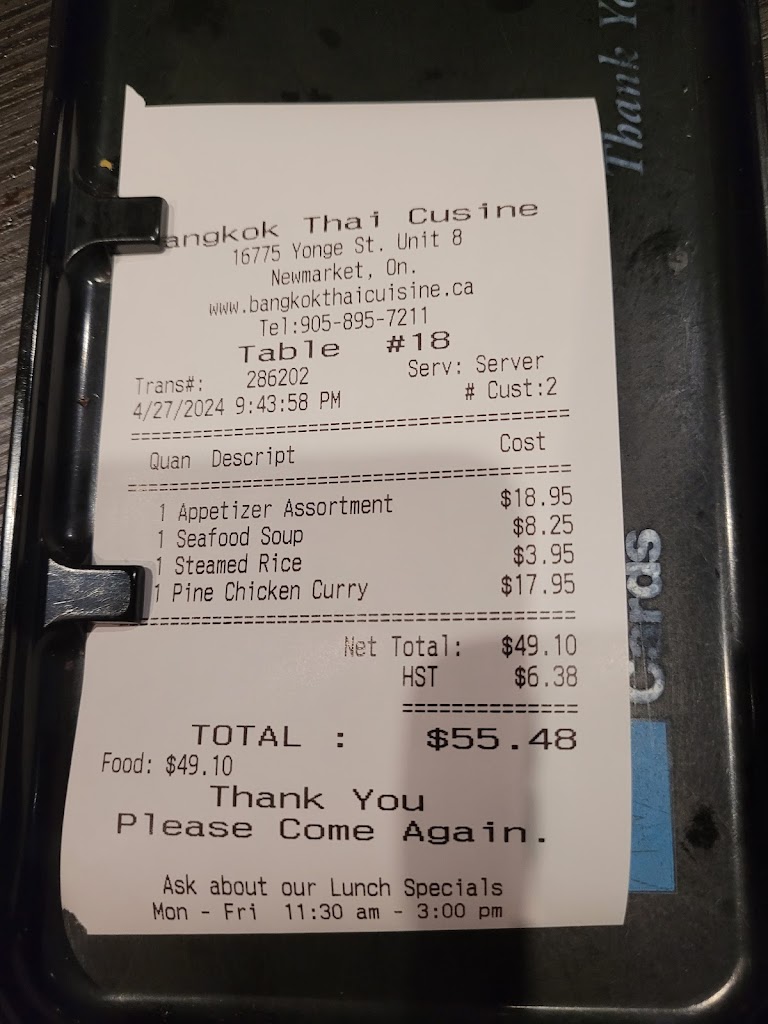 Thank Yo
angkok Thai Cusine
16775 Yonge St. Unit 8
Newmarket, On.
www.bangkokthaicuisine.ca
Tel:905-895-7211
Table #18
Trans#: 286202 Serv: Server
4/27/2024 9:43:58 PM # Cust:2
Quan Descript Cost
1 Appetizer Assortment $18.95
1 Seafood Soup $8.25
1 Steamed Rice $3.95
1 Pine Chicken Curry $17.95
Net Total: $49.10
HST $6.38
TOTAL : $55.48
Food: $49.10
Thank You
Please Come Again.
Ask about our Lunch Specials
Mon - Fri 11:30 am - 3:00 pm
Cards